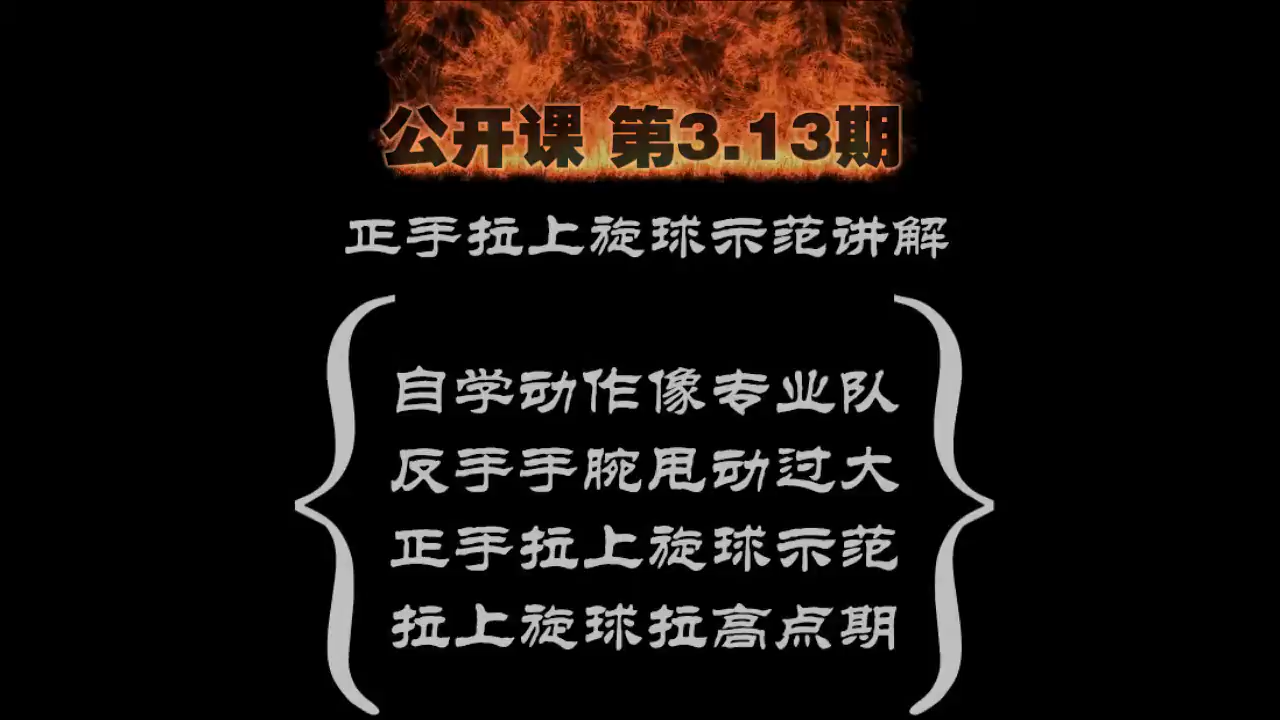 公开课 第3.13期
正手拉上旋球示范讲解
自学动作像专业队
反手手腕甩动过大
正手拉上旋球示范
拉上旋球拉高点期